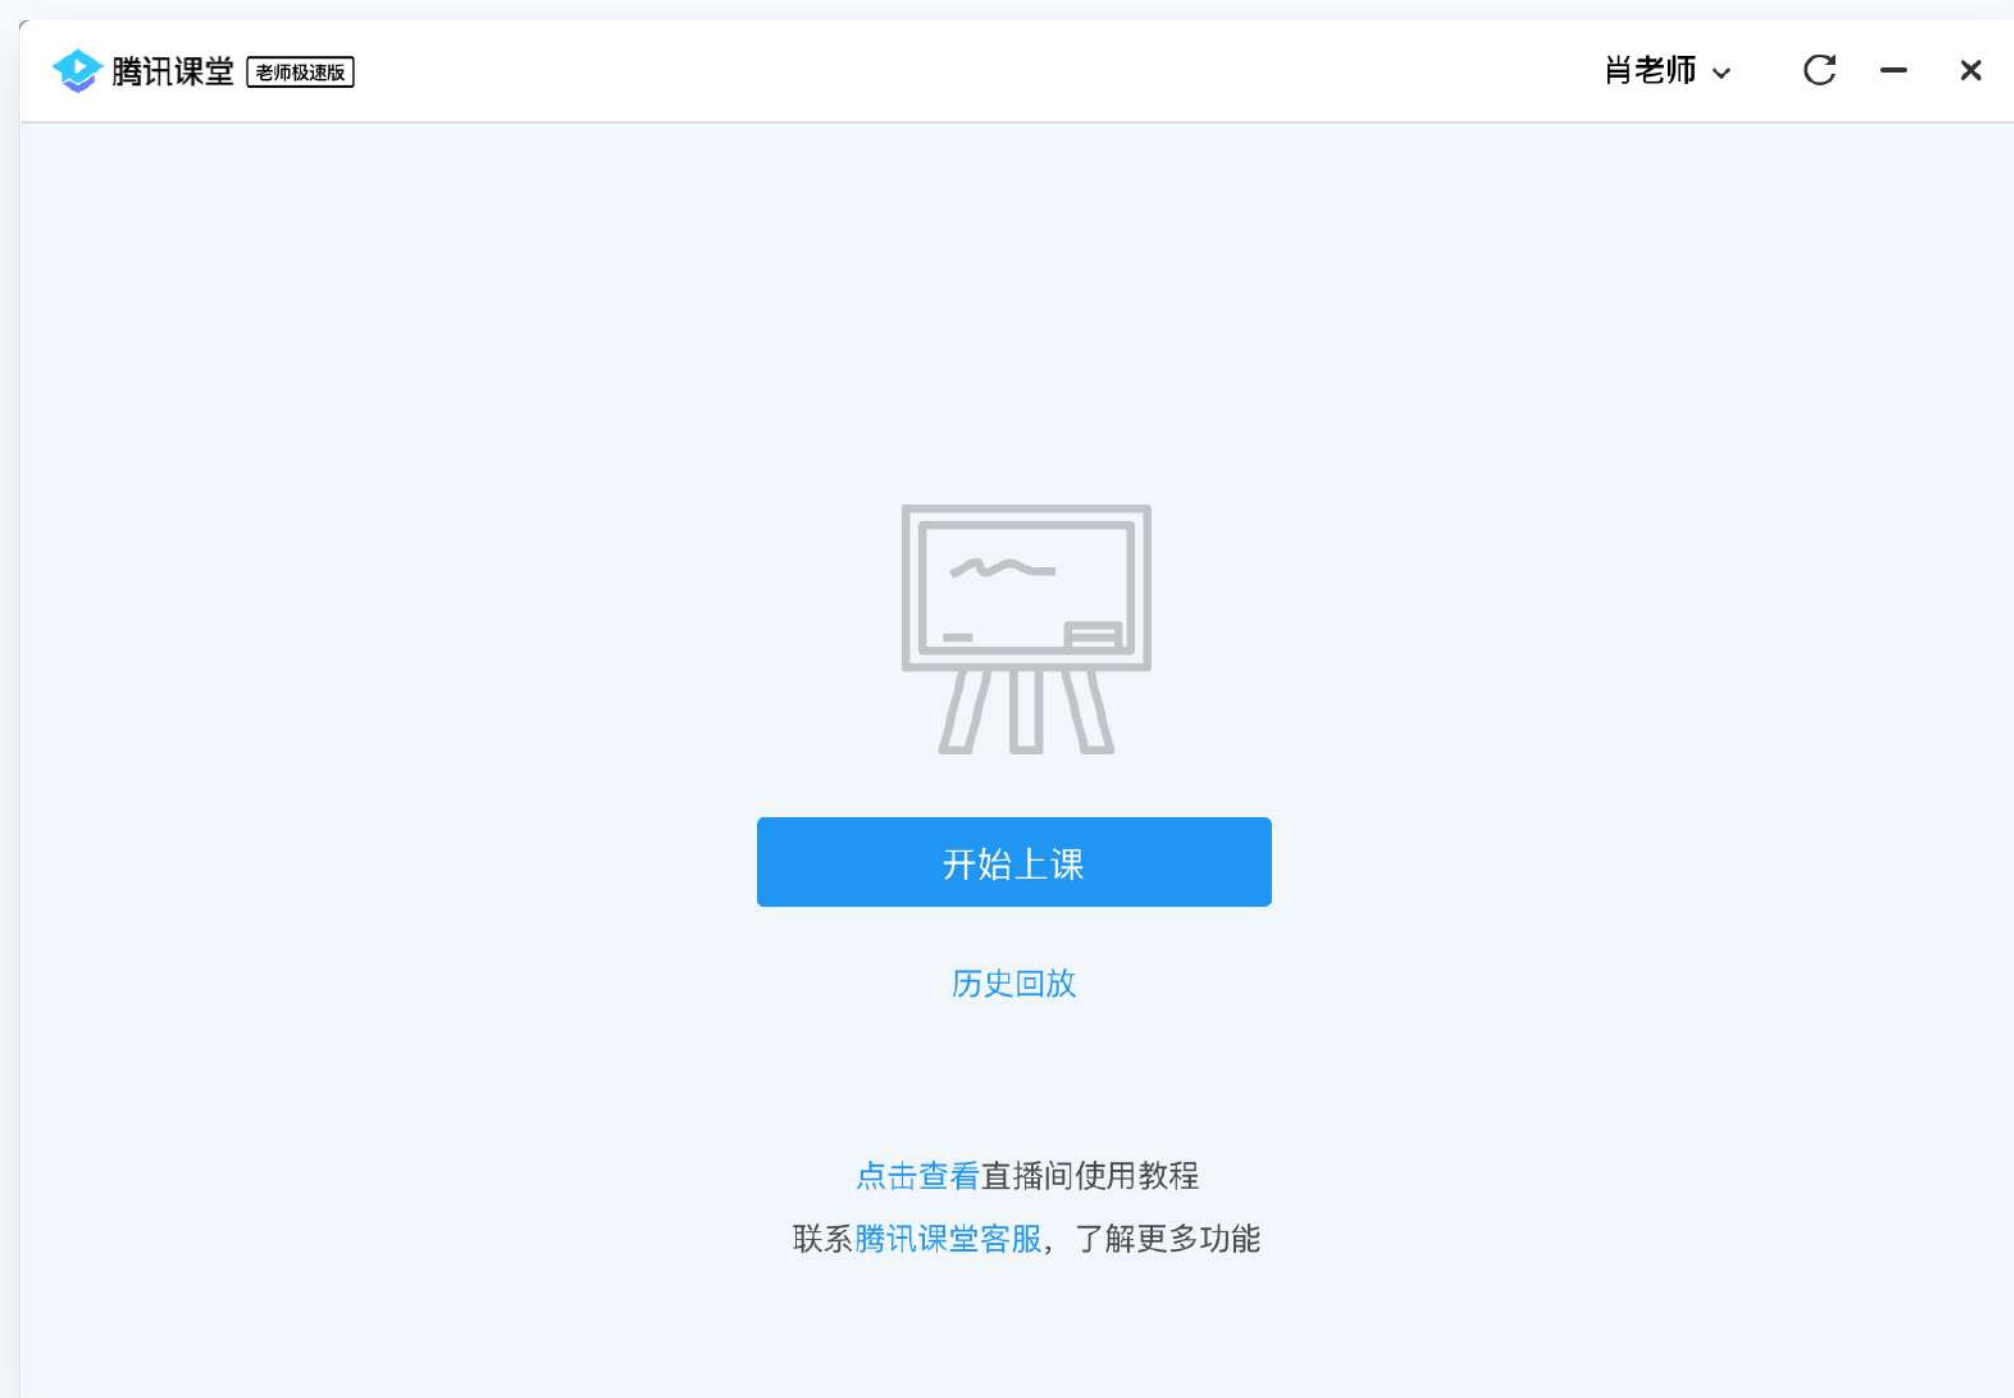 腾讯课堂 老师极速版
肖老师
开始上课
历史回放
点击查看直播间使用教程
联系腾讯课堂客服，了解更多功能